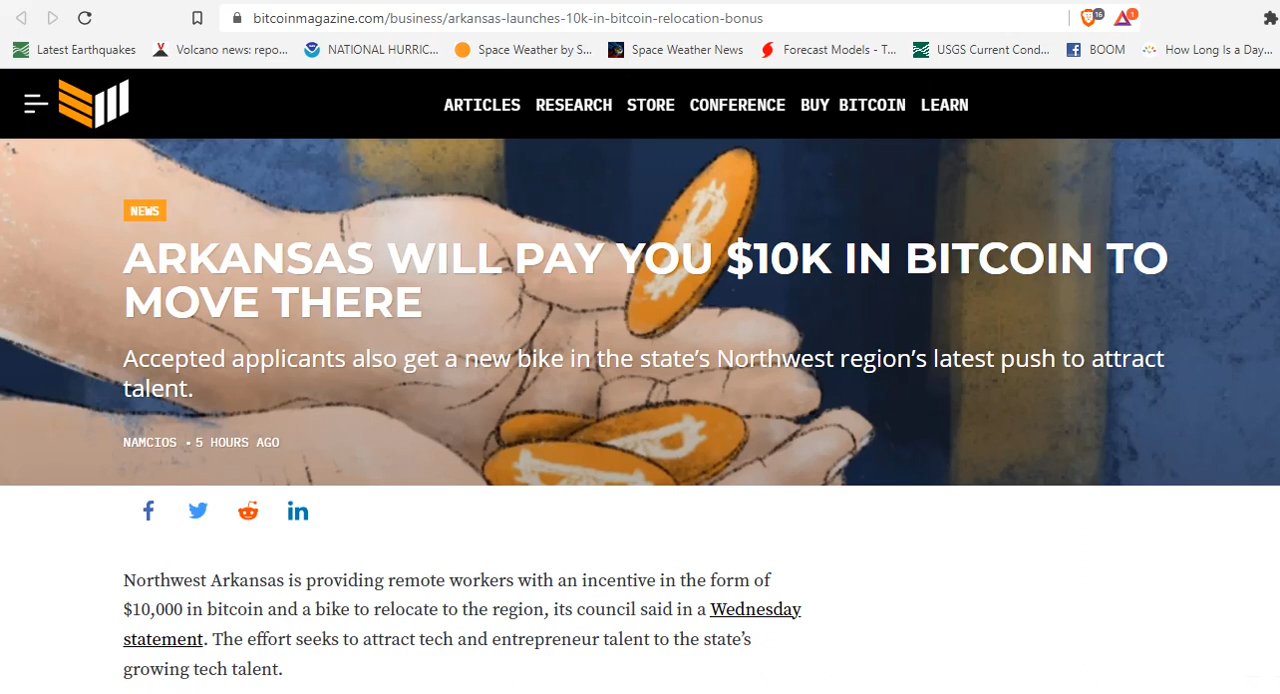 bitcoinmagazine.com/business/arkansas-launches-10k-in-bitcoin-relocation-bonus
16
1
Latest Earthquakes Volcano news: repo... NATIONAL HURRIC... Space Weather by S... Space Weather News Forecast Models - T... USGS Current Cond... BOOM How Long Is a Day...
ARTICLES RESEARCH STORE CONFERENCE BUY BITCOIN LEARN
NEWS
ARKANSAS WILL PAY YOU $10K IN BITCOIN TO
MOVE THERE
Accepted applicants also get a new bike in the state's Northwest region's latest push to attract
talent.
NAMCIOS • 5 HOURS AGO
Northwest Arkansas is providing remote workers with an incentive in the form of
$10,000 in bitcoin and a bike to relocate to the region, its council said in a Wednesday
statement. The effort seeks to attract tech and entrepreneur talent to the state's
growing tech talent.